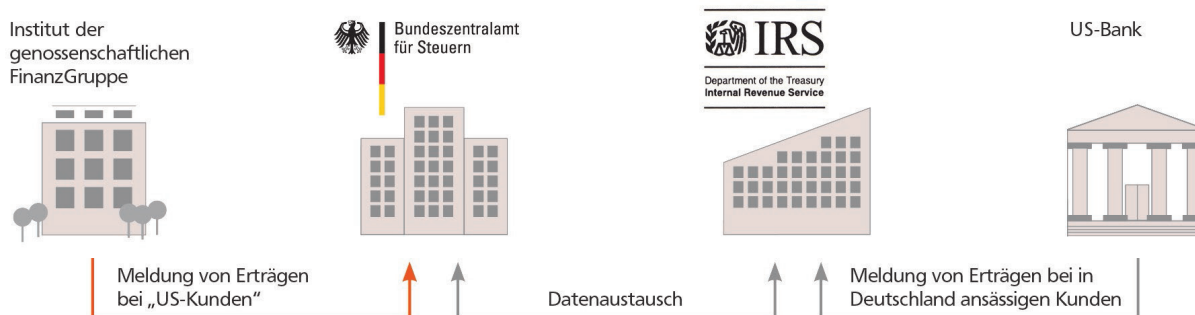 Institut der
genossenschaftlichen
FinanzGruppe
Bundeszentralamt
für Steuern
IRS
Department of the Treasury
Internal Revenue Service
US-Bank
Meldung von Erträgen
bei „US-Kunden“
Datenaustausch
Meldung von Erträgen bei in
Deutschland ansässigen Kunden